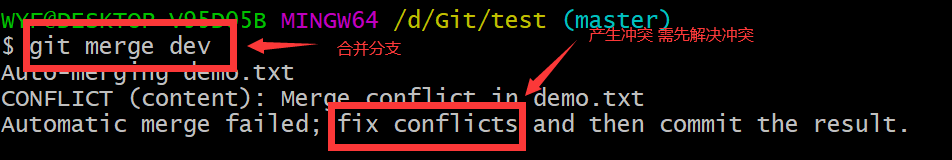 WYF@DESKTOP-V95D05B MINGW64 /d/Git/test (master)
$ git merge dev
合并分支
产生冲突 需先解决冲突
Auto-merging demo.txt
CONFLICT (content): Merge conflict in demo.txt
Automatic merge failed; fix conflicts and then commit the result.